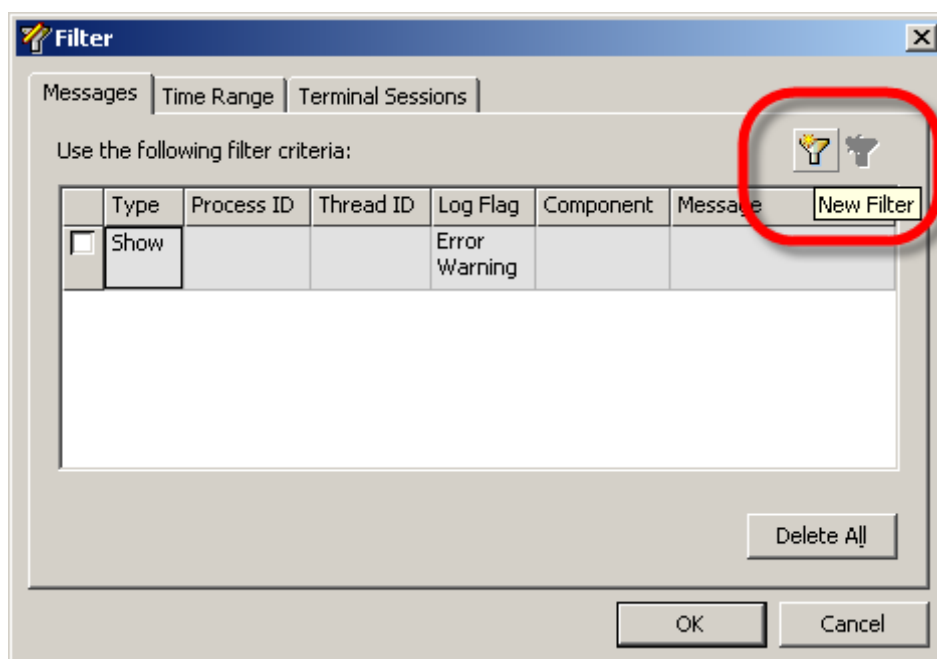 Filter
Messages Time Range Terminal Sessions
Use the following filter criteria:
New Filter
Type Process ID Thread ID Log Flag Component Message
Show Error
Warning
Delete All
OK Cancel